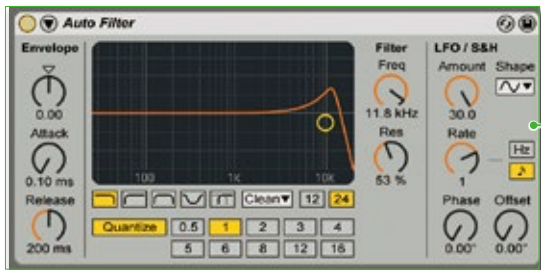 Auto Filter
Envelope
0.00
Attack
0.10 ms
Release
200 ms
100 1K 10K
Clean 12 24
Quantize 0.5 1 2 3 4
5 6 8 12 16
Filter
Freq
11.8 kHz
Res
53 %
LFO / S&H
Amount Shape
30.0
Rate
Hz
1
Phase Offset
0.00° 0.00°